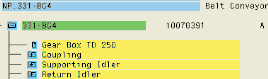 NP.331-BC4 Belt Conveyor
331-BC4 10070391 A
Gear Box TD 250
Coupling
Supporting Idler
Return Idler